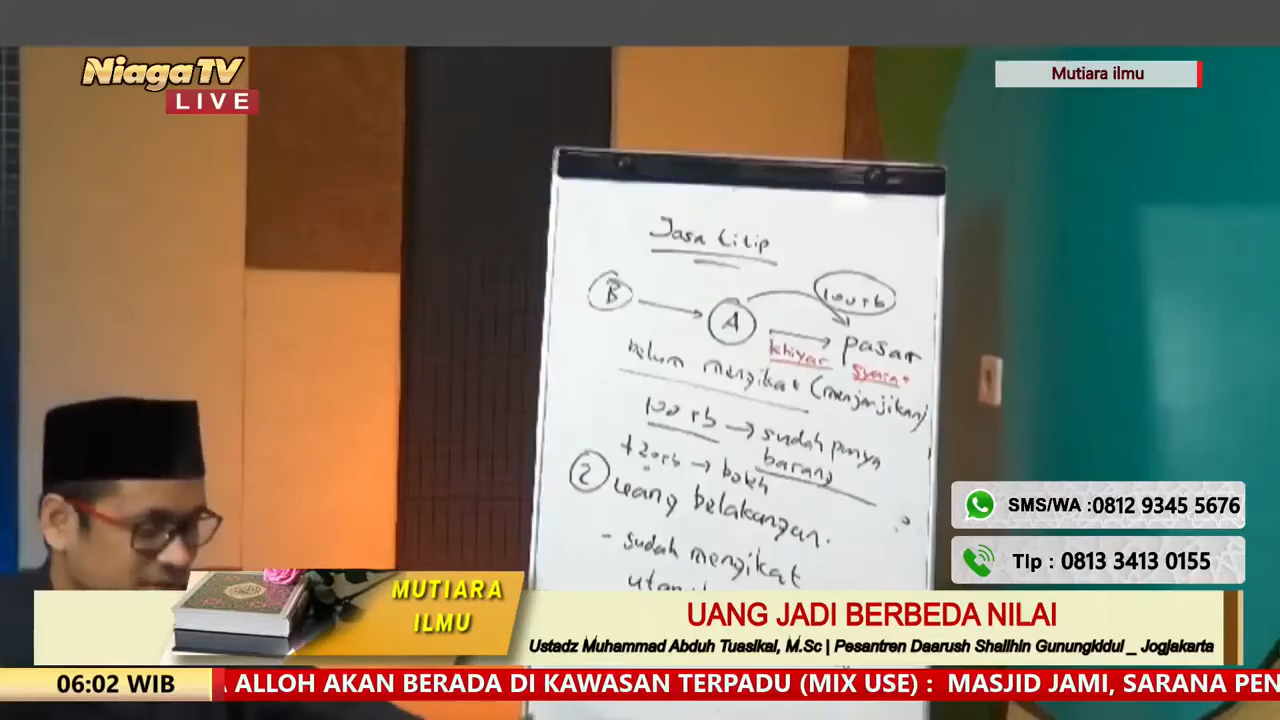 NiagaTV
LIVE
Mutiara ilmu
Jasa titip
B
A
100rb
pasar
khiyar
syarat
belum mengikat (menjanjikan)
100 rb → sudah punya
barang
+20rb → boleh
2 uang belakangan.
- sudah mengikat
SMS/WA :0812 9345 5676
Tlp : 0813 3413 0155
MUTIARA
ILMU
UANG JADI BERBEDA NILAI
Ustadz Muhammad Abduh Tuasikal, M.Sc | Pesantren Daarush Shalihin Gunungkidul _ Jogjakarta
06:02 WIB
A ALLOH AKAN BERADA DI KAWASAN TERPADU (MIX USE) : MASJID JAMI, SARANA PEN